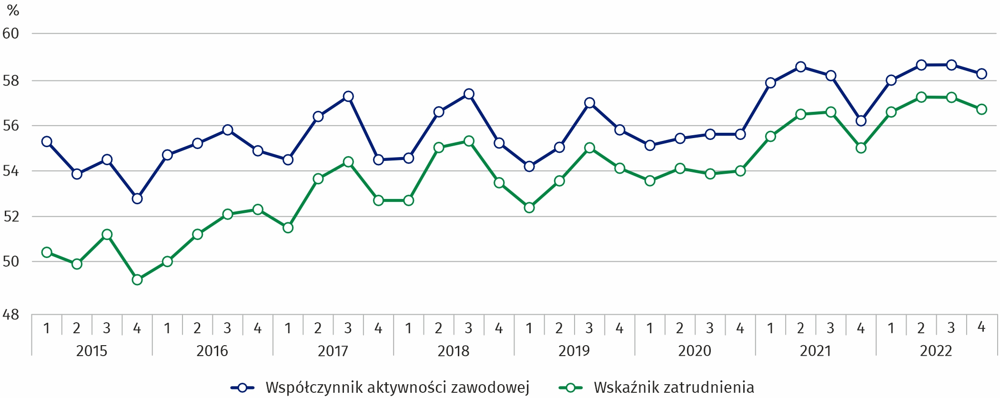 %
60
58
56
54
52
50
48
1 2 3 4 1 2 3 4 1 2 3 4 1 2 3 4 1 2 3 4 1 2 3 4 1 2 3 4 1 2 3 4
2015 2016 2017 2018 2019 2020 2021 2022
Współczynnik aktywności zawodowej Wskaźnik zatrudnienia